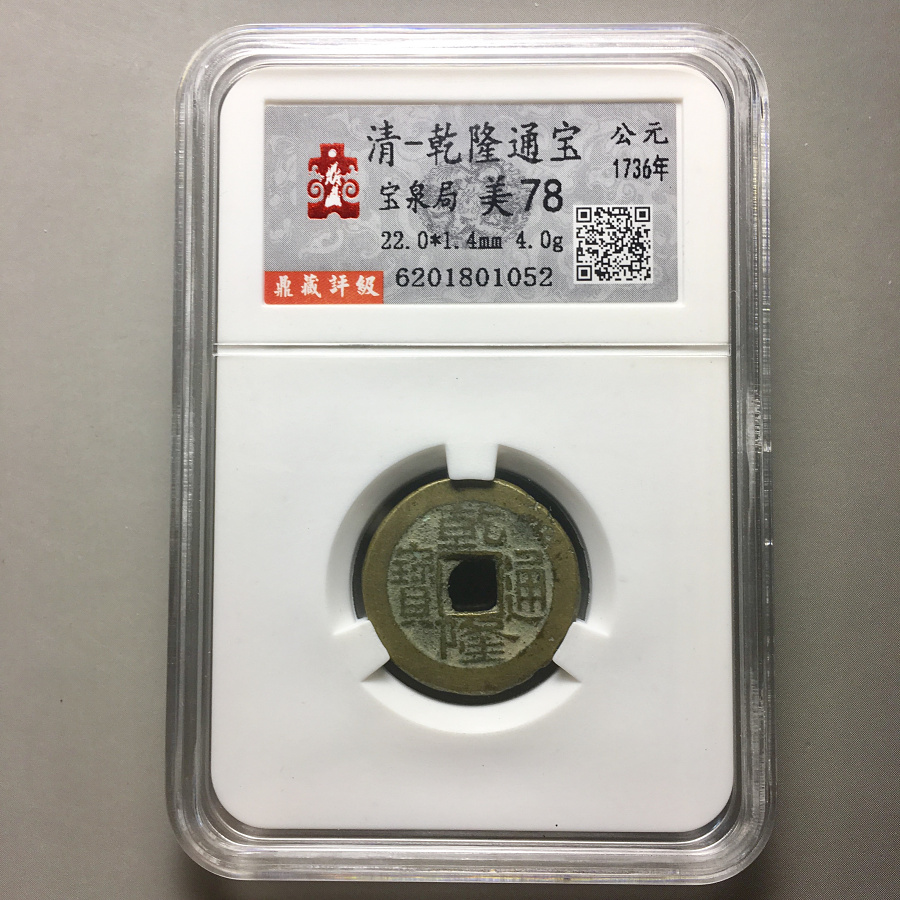 清-乾隆通宝
公元
1736年
宝泉局 美78
22.0*1.4mm 4.0g
鼎藏評級
6201801052
乾隆通寶